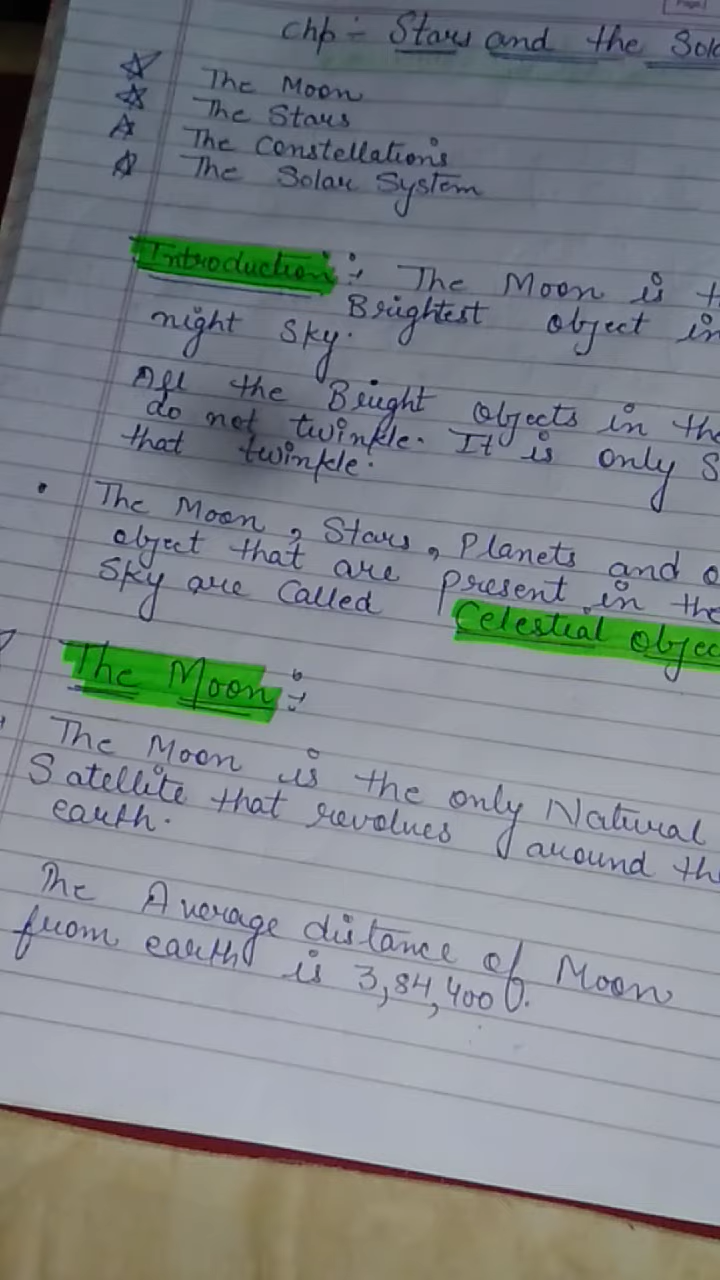 Chp :- Stars and the Sola
The Moon
The Stars
The Constellations
The Solar System
Introduction :- The Moon is t
Brightest object in
night sky.
All the Bright objects in the
do not twinkle. It is only S
that twinkle.
• The Moon, Stars, Planets and o
object that are present in the
Sky are called Celestial objec
The Moon :-
The Moon is the only Natural
Satellite that revolves around th
earth.
The Average distance of Moon
from earth is 3,84,400.